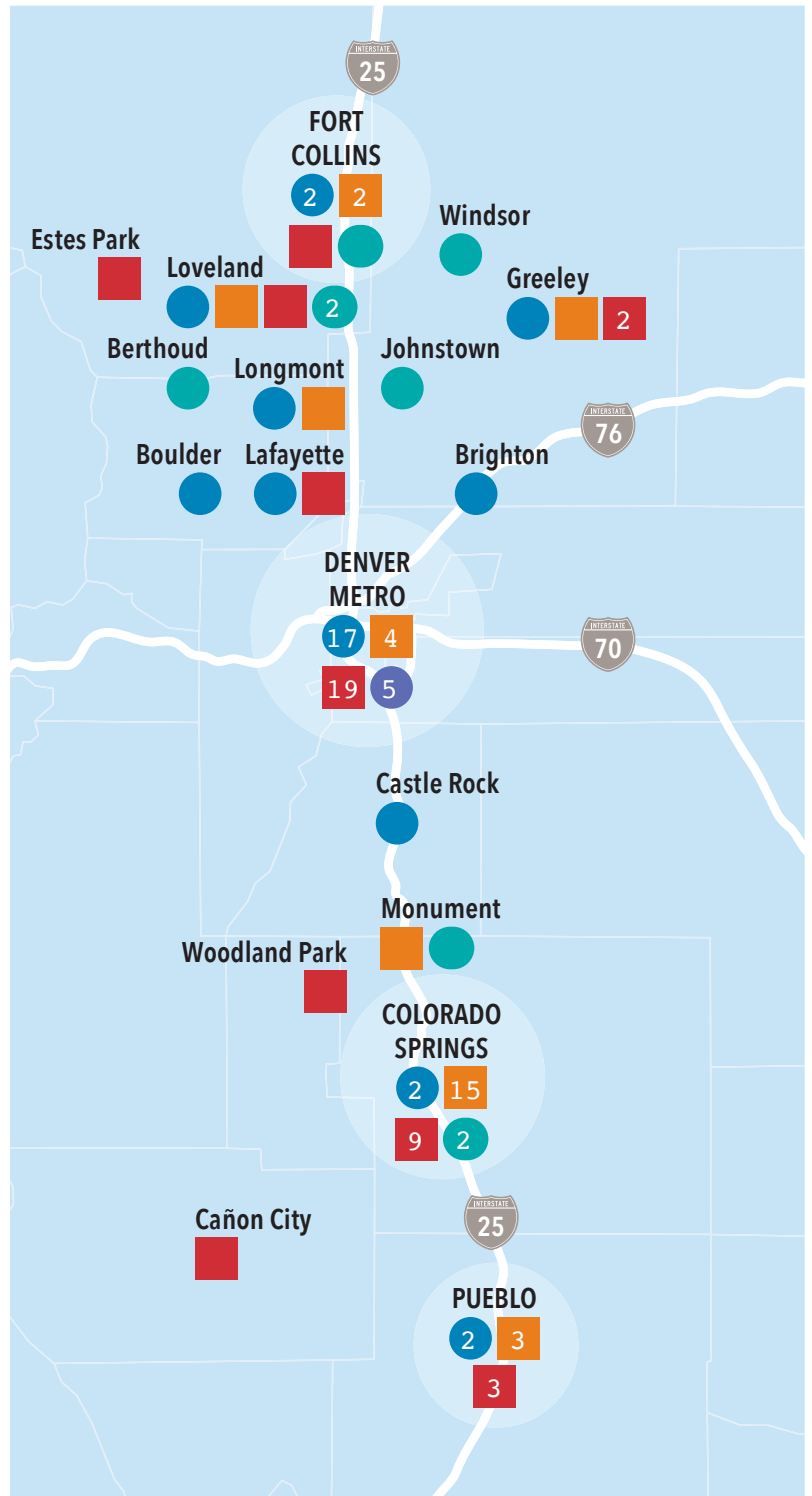 INTERSTATE
25
FORT
COLLINS
2 2
Windsor
Estes Park
Loveland
2
Greeley
2
Berthoud
Longmont
Johnstown
INTERSTATE
76
Boulder
Lafayette
Brighton
DENVER
METRO
17 4
19 5
INTERSTATE
70
Castle Rock
Monument
Woodland Park
COLORADO
SPRINGS
2 15
9 2
Cañon City
INTERSTATE
25
PUEBLO
2 3
3